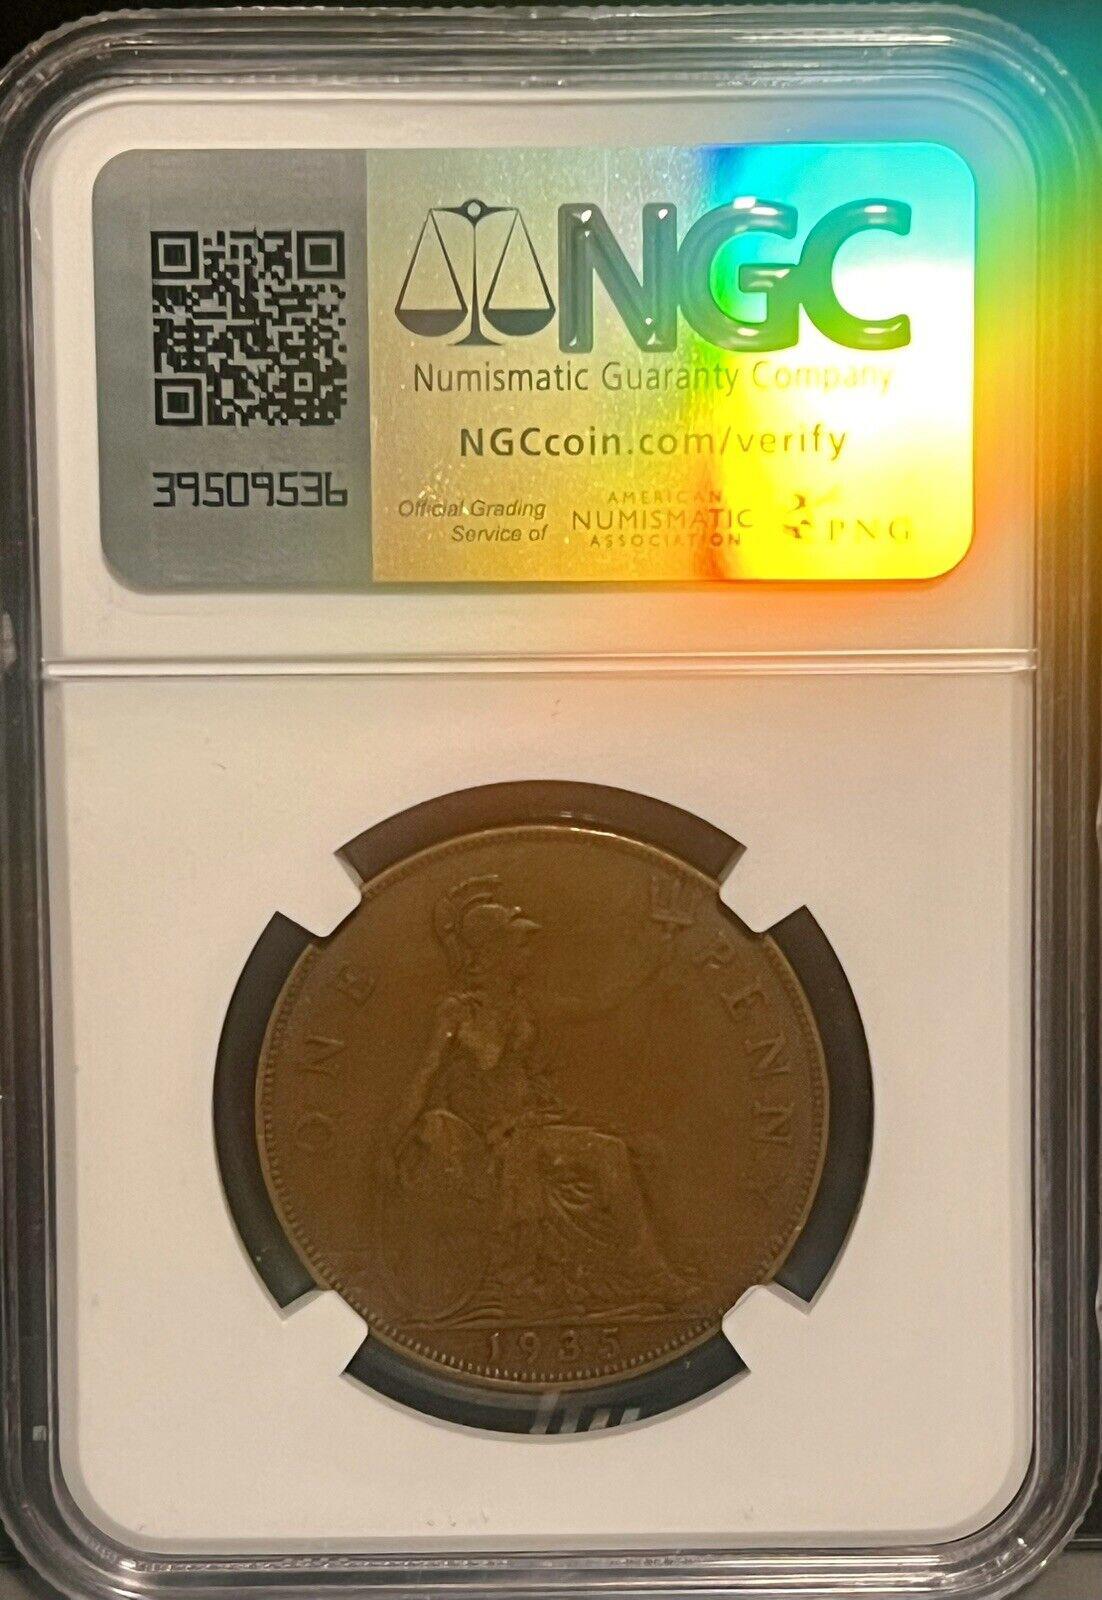 NGC
Numismatic Guaranty Company
NGCcoin.com/verify
39509536
Official Grading
Service of
AMERICAN
NUMISMATIC
ASSOCIATION
PNG
ONE PENNY
1935